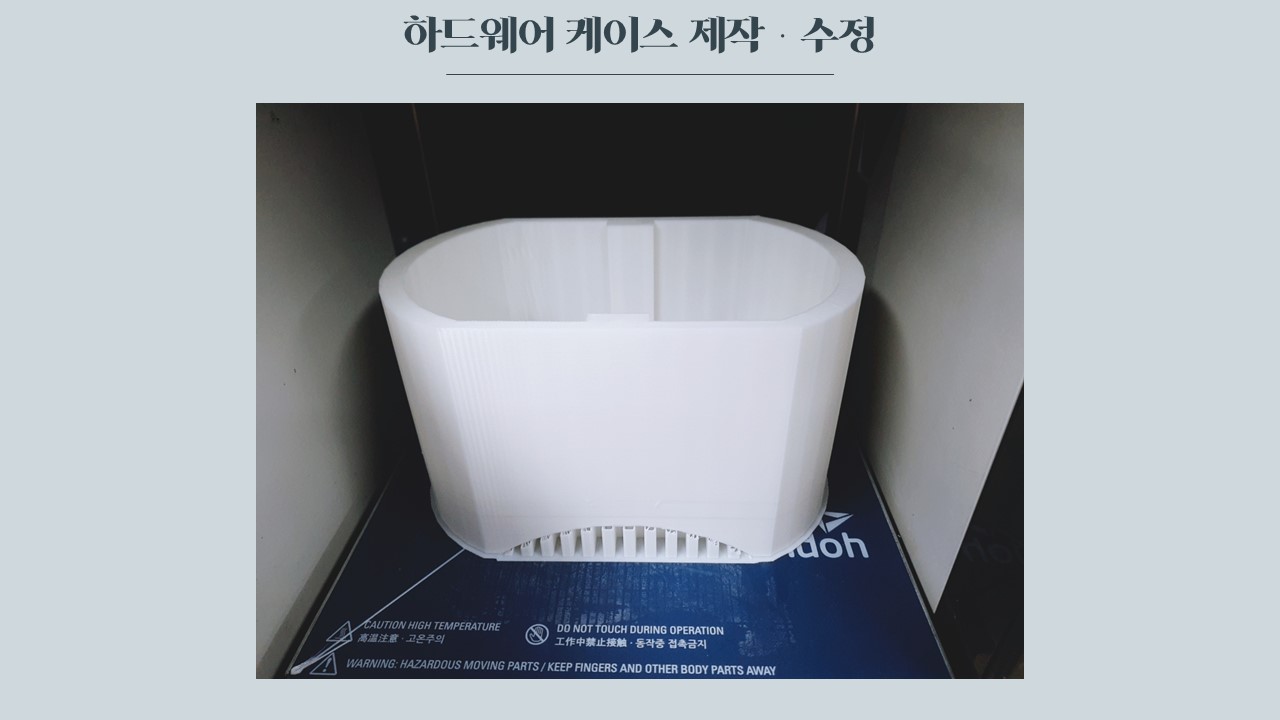 하드웨어 케이스 제작 · 수정
CAUTION HIGH TEMPERATURE
高温注意 · 고온주의
DO NOT TOUCH DURING OPERATION
工作中禁止接触 · 동작중 접촉금지
WARNING: HAZARDOUS MOVING PARTS / KEEP FINGERS AND OTHER BODY PARTS AWAY